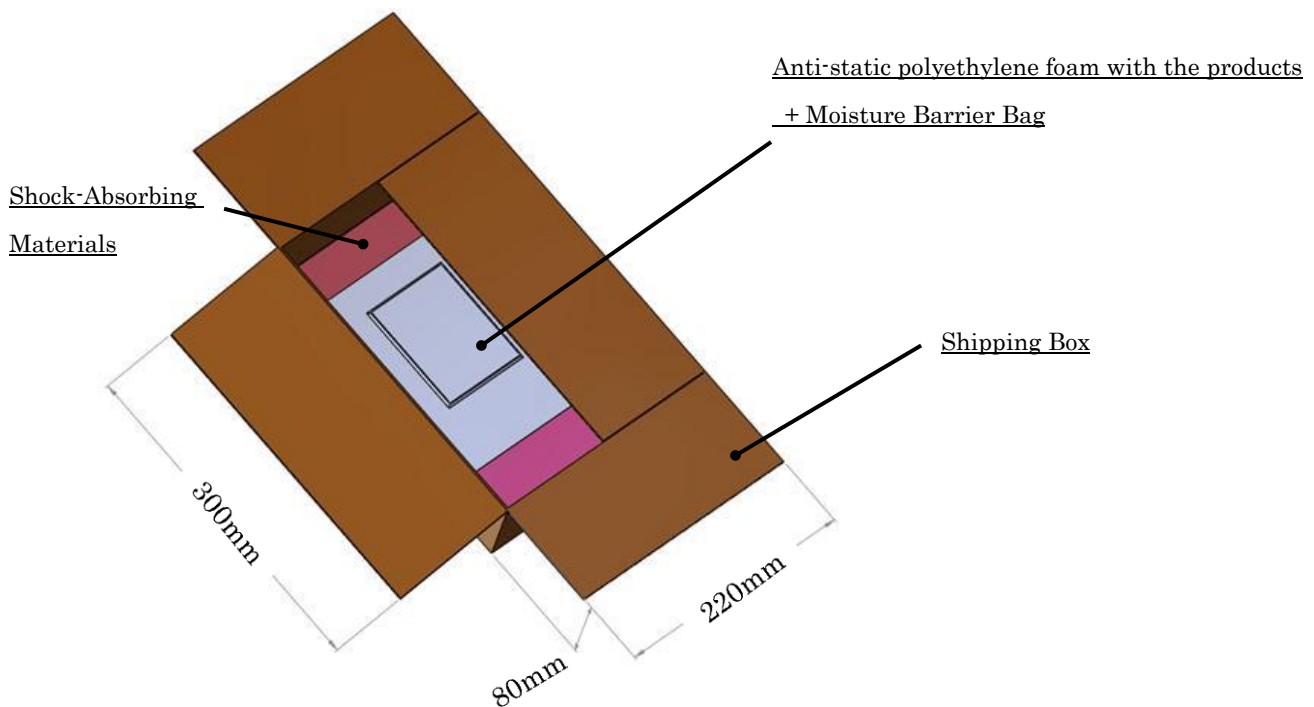 Anti-static polyethylene foam with the products
+ Moisture Barrier Bag
Shock-Absorbing
Materials
Shipping Box
300mm
220mm
80mm